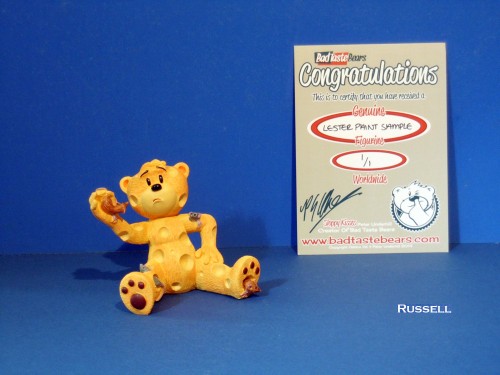 BadTasteBears
Congratulations
This is to certify that you have received a
Genuine
LESTER PAINT SAMPLE
Figurine
1/1
Worldwide
www.badtastebears.com
RUSSELL